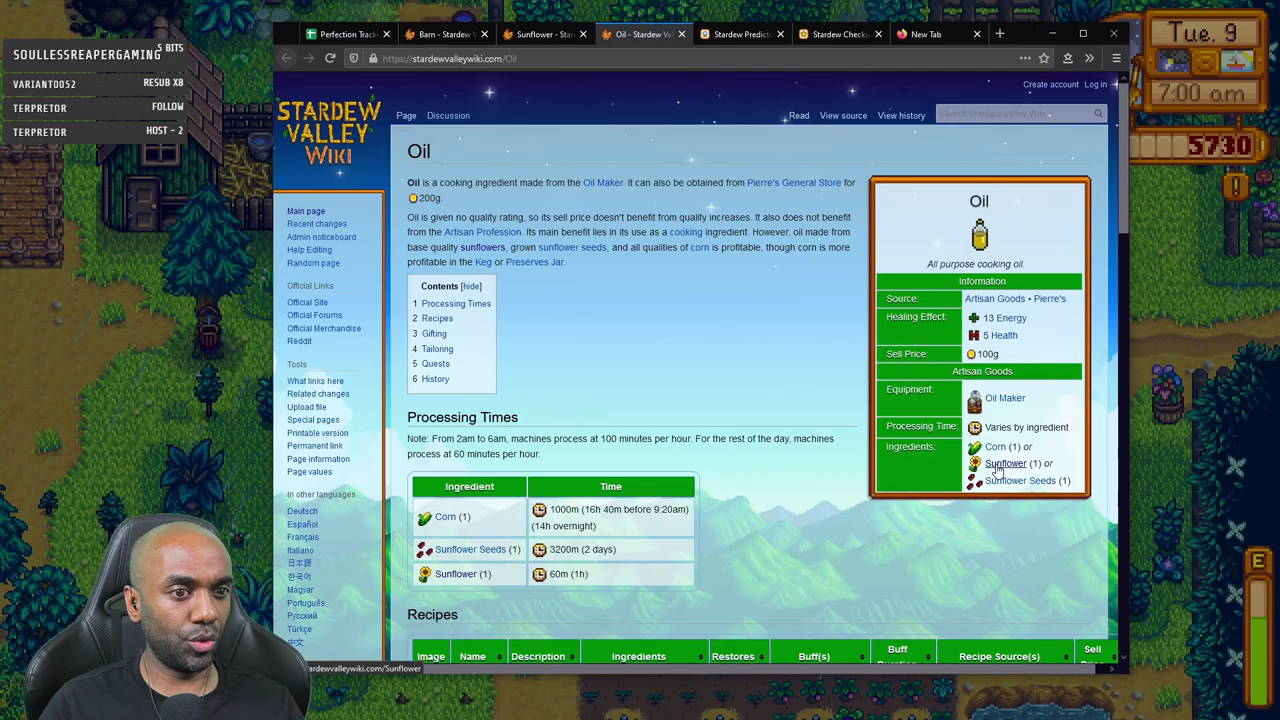 5 BITS
SOULLESSREAPERGAMING
VARIANT0052 RESUB X8
TERPRETOR FOLLOW
TERPRETOR HOST - 2
Perfection Track
Barn - Stardew V
Sunflower - Star
Oil - Stardew Val
Stardew Predicto
Stardew Checku
New Tab
https://stardewvalleywiki.com/Oil
Tue. 9
7:00 am
5730
Create account Log in
STARDEW
VALLEY
WIKI
Page Discussion Read View source View history Search Stardew Valley Wiki
Main page
Recent changes
Admin noticeboard
Help Editing
Random page
Official Links
Official Site
Official Forums
Official Merchandise
Reddit
Tools
What links here
Related changes
Upload file
Special pages
Printable version
Permanent link
Page information
Page values
In other languages
Deutsch
Español
Français
Italiano
日本語
한국어
Magyar
Português
Русский
Türkçe
中文
Oil
Oil is a cooking ingredient made from the Oil Maker. It can also be obtained from Pierre's General Store for
200g.
Oil is given no quality rating, so its sell price doesn't benefit from quality increases. It also does not benefit
from the Artisan Profession. Its main benefit lies in its use as a cooking ingredient. However, oil made from
base quality sunflowers, grown sunflower seeds, and all qualities of corn is profitable, though corn is more
profitable in the Keg or Preserves Jar.
Contents [hide]
1 Processing Times
2 Recipes
3 Gifting
4 Tailoring
5 Quests
6 History
Processing Times
Note: From 2am to 6am, machines process at 100 minutes per hour. For the rest of the day, machines
process at 60 minutes per hour.
Ingredient Time
Corn (1) 1000m (16h 40m before 9:20am)
(14h overnight)
Sunflower Seeds (1) 3200m (2 days)
Sunflower (1) 60m (1h)
Recipes
Image Name Description Ingredients Restores Buff(s) Buff Recipe Source(s) Sell
Oil
All purpose cooking oil.
Information
Source: Artisan Goods • Pierre's
Healing Effect: 13 Energy
5 Health
Sell Price: 100g
Artisan Goods
Equipment: Oil Maker
Processing Time: Varies by ingredient
Ingredients: Corn (1) or
Sunflower (1) or
Sunflower Seeds (1)
tardewvalleywiki.com/Sunflower
E